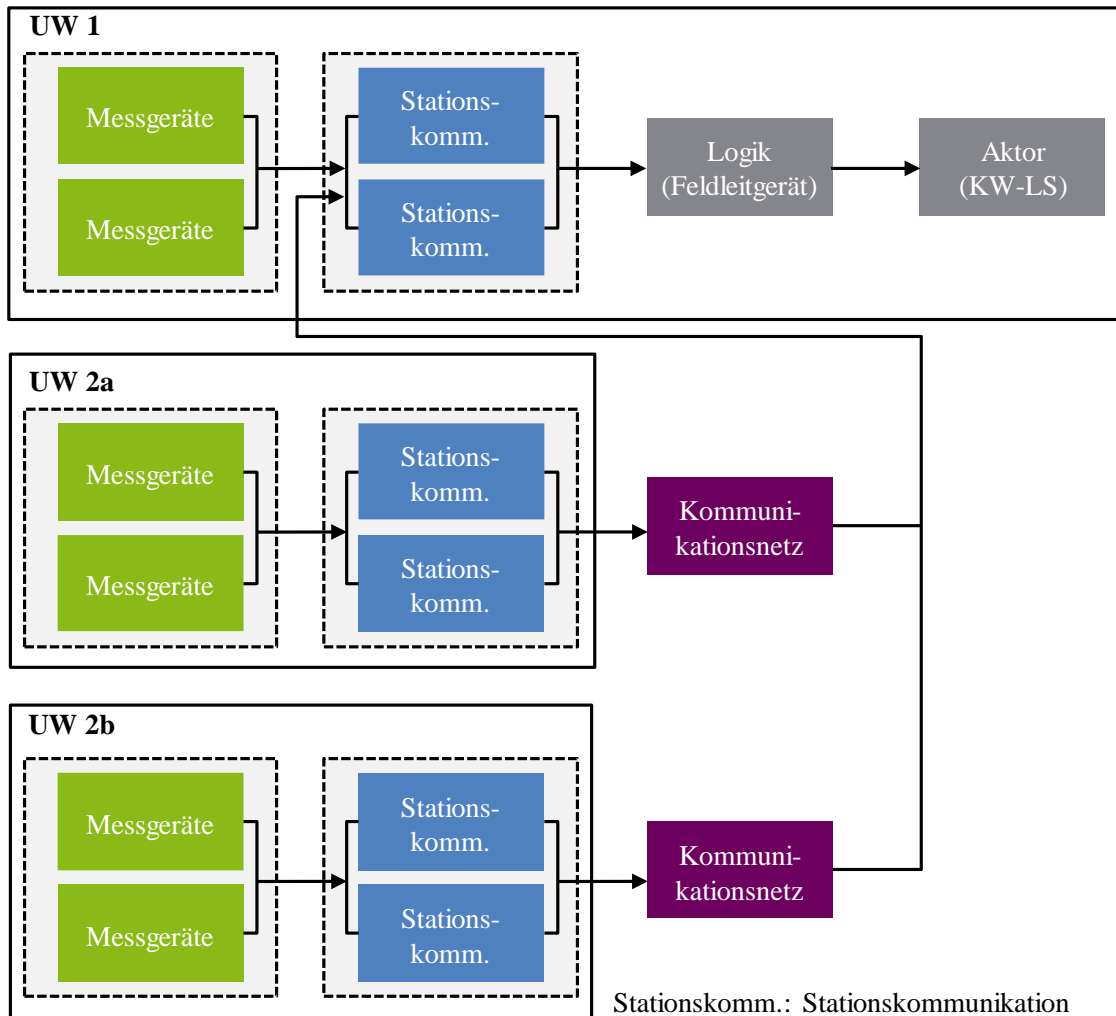 UW 1
Messgeräte
Messgeräte
Stations-
komm.
Stations-
komm.
Logik
(Feldleitgerät)
Aktor
(KW-LS)
UW 2a
Messgeräte
Messgeräte
Stations-
komm.
Stations-
komm.
Kommuni-
kationsnetz
UW 2b
Messgeräte
Messgeräte
Stations-
komm.
Stations-
komm.
Kommuni-
kationsnetz
Stationskomm.: Stationskommunikation